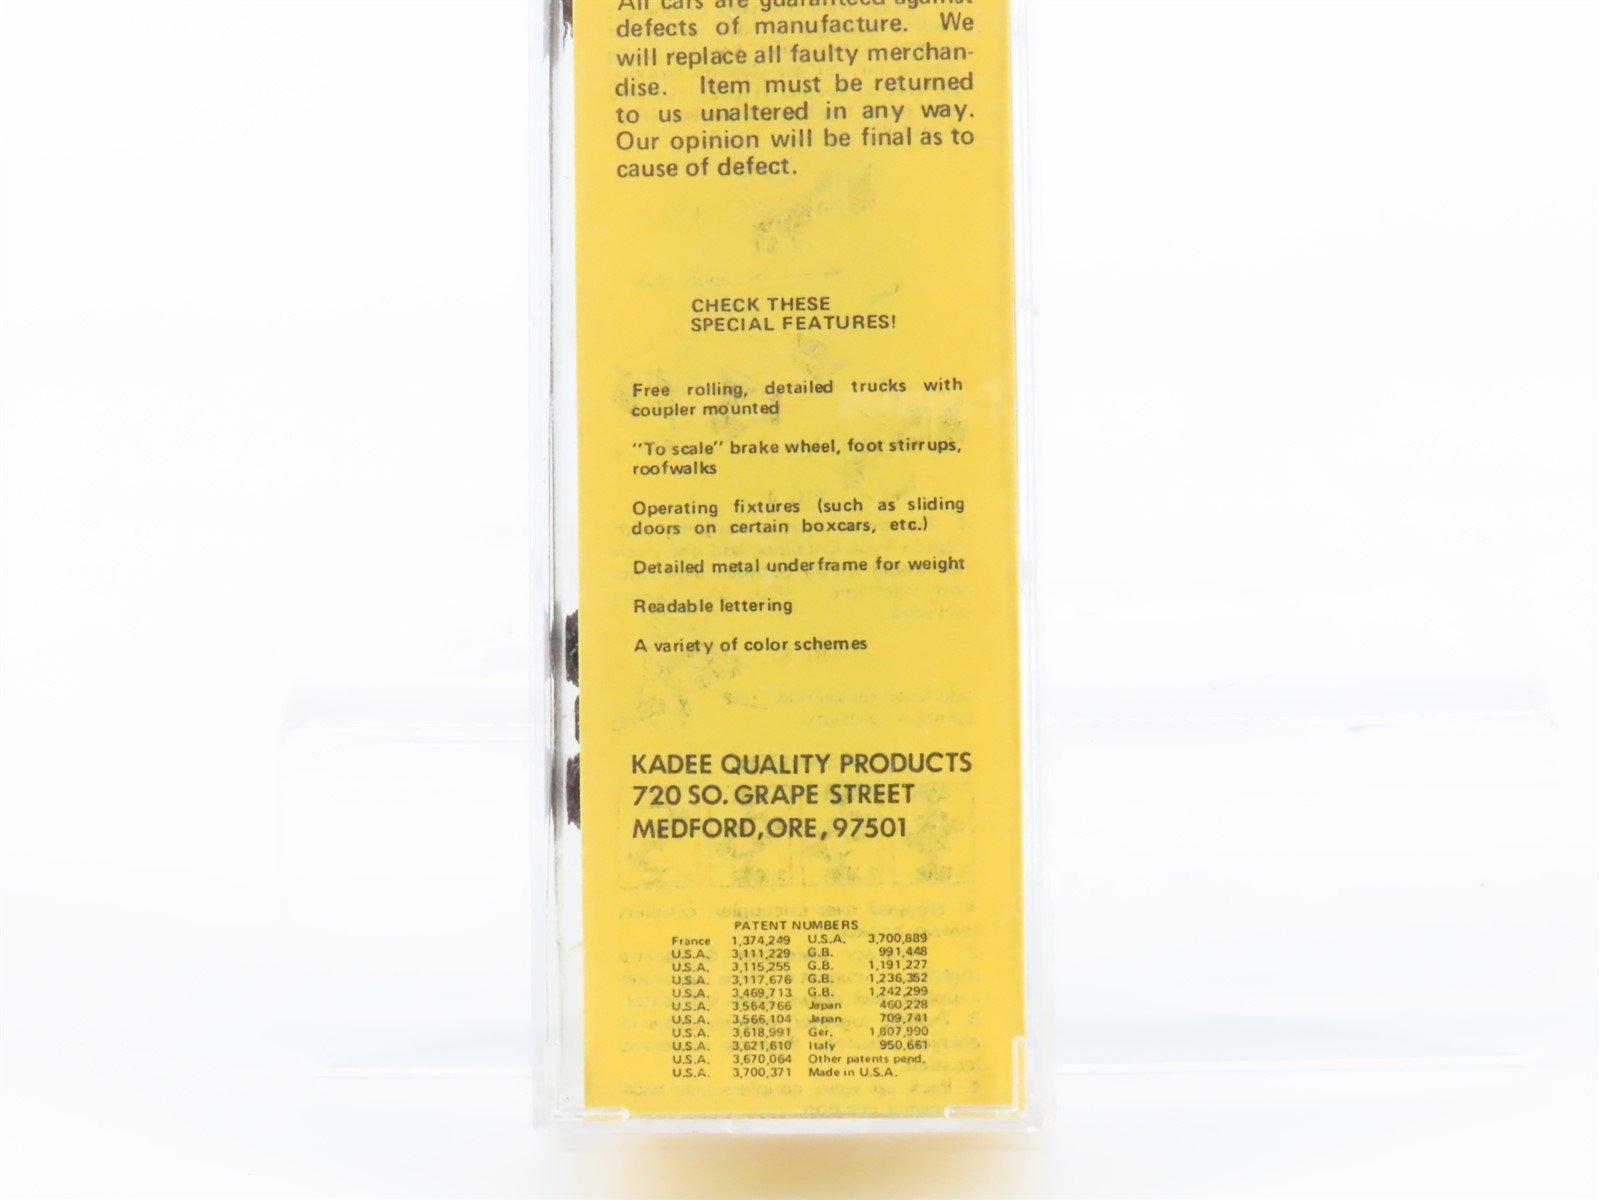 All cars are guaranteed against
defects of manufacture. We
will replace all faulty merchan-
dise. Item must be returned
to us unaltered in any way.
Our opinion will be final as to
cause of defect.
CHECK THESE
SPECIAL FEATURES!
Free rolling, detailed trucks with
coupler mounted
"To scale" brake wheel, foot stirrups,
roofwalks
Operating fixtures (such as sliding
doors on certain boxcars, etc.)
Detailed metal underframe for weight
Readable lettering
A variety of color schemes
KADEE QUALITY PRODUCTS
720 SO. GRAPE STREET
MEDFORD, ORE, 97501
PATENT NUMBERS
France 1,374,249 U.S.A. 3,700,889
U.S.A. 3,111,229 G.B. 991,448
U.S.A. 3,115,255 G.B. 1,191,227
U.S.A. 3,117,676 G.B. 1,236,352
U.S.A. 3,469,713 G.B. 1,242,299
U.S.A. 3,564,766 Japan 460,228
U.S.A. 3,566,104 Japan 709,741
U.S.A. 3,618,991 Ger. 1,807,990
U.S.A. 3,621,610 Italy 950,661
U.S.A. 3,670,064 Other patents pend.
U.S.A. 3,700,371 Made in U.S.A.